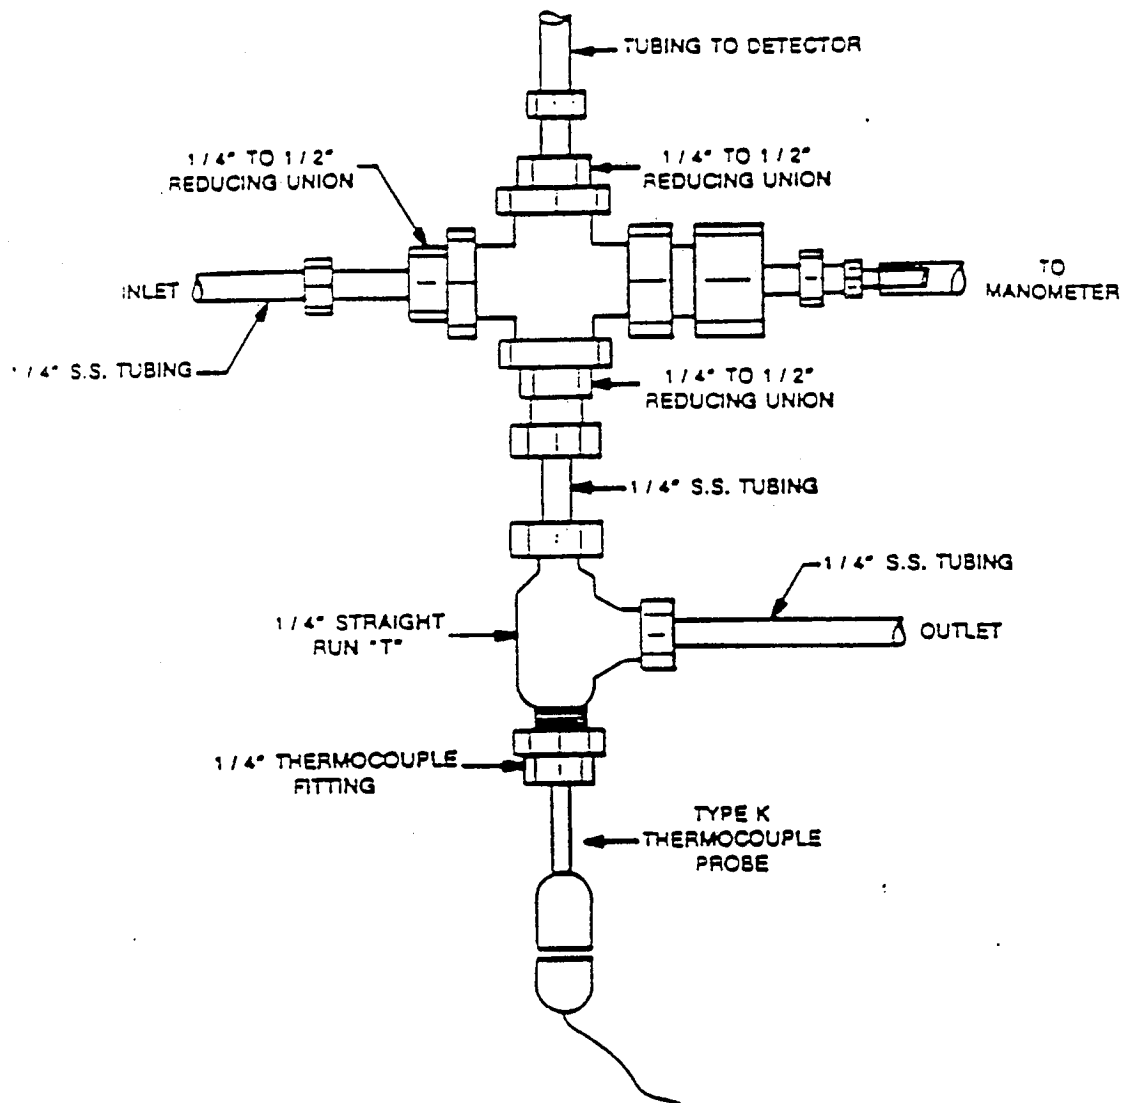 TUBING TO DETECTOR
1/4" TO 1/2"
REDUCING UNION
1/4" TO 1/2"
REDUCING UNION
INLET
TO
MANOMETER
1/4" S.S. TUBING
1/4" TO 1/2"
REDUCING UNION
1/4" S.S. TUBING
1/4" S.S. TUBING
1/4" STRAIGHT
RUN "T"
OUTLET
1/4" THERMOCOUPLE
FITTING
TYPE K
THERMOCOUPLE
PROBE